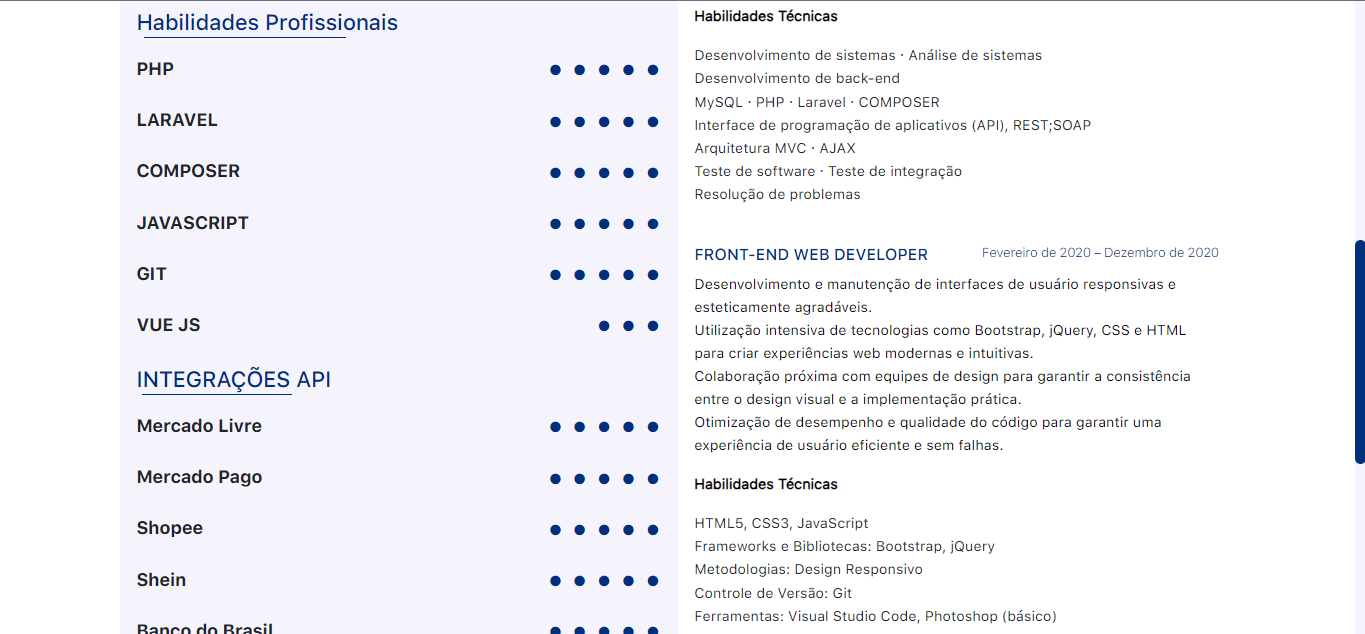 Habilidades Profissionais
PHP
LARAVEL
COMPOSER
JAVASCRIPT
GIT
VUE JS
INTEGRAÇÕES API
Mercado Livre
Mercado Pago
Shopee
Shein
Banco do Brasil
Habilidades Técnicas
Desenvolvimento de sistemas · Análise de sistemas
Desenvolvimento de back-end
MySQL · PHP · Laravel · COMPOSER
Interface de programação de aplicativos (API), REST;SOAP
Arquitetura MVC · AJAX
Teste de software · Teste de integração
Resolução de problemas
FRONT-END WEB DEVELOPER Fevereiro de 2020 – Dezembro de 2020
Desenvolvimento e manutenção de interfaces de usuário responsivas e
esteticamente agradáveis.
Utilização intensiva de tecnologias como Bootstrap, jQuery, CSS e HTML
para criar experiências web modernas e intuitivas.
Colaboração próxima com equipes de design para garantir a consistência
entre o design visual e a implementação prática.
Otimização de desempenho e qualidade do código para garantir uma
experiência de usuário eficiente e sem falhas.
Habilidades Técnicas
HTML5, CSS3, JavaScript
Frameworks e Bibliotecas: Bootstrap, jQuery
Metodologias: Design Responsivo
Controle de Versão: Git
Ferramentas: Visual Studio Code, Photoshop (básico)